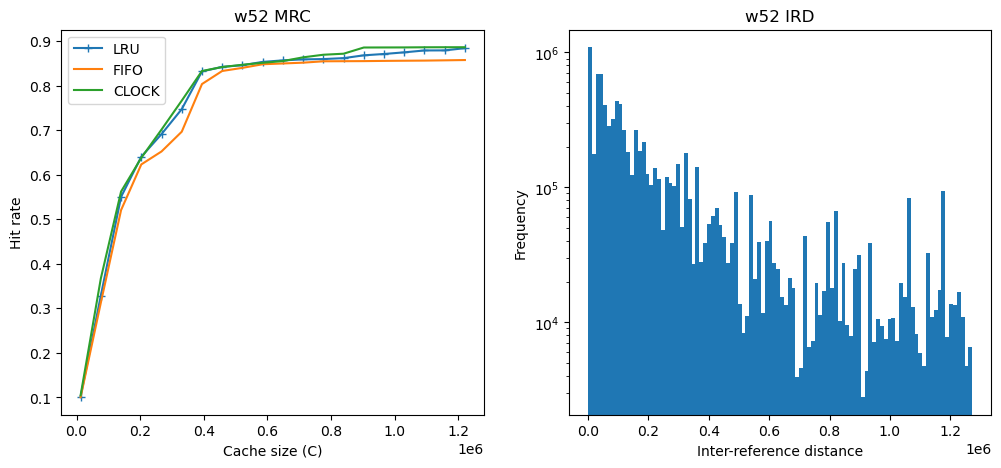 w52 MRC
LRU
FIFO
CLOCK
Hit rate
0.9
0.8
0.7
0.6
0.5
0.4
0.3
0.2
0.1
0.0 0.2 0.4 0.6 0.8 1.0 1.2
1e6
Cache size (C)
w52 IRD
Frequency
10^6
10^5
10^4
0.0 0.2 0.4 0.6 0.8 1.0 1.2
1e6
Inter-reference distance